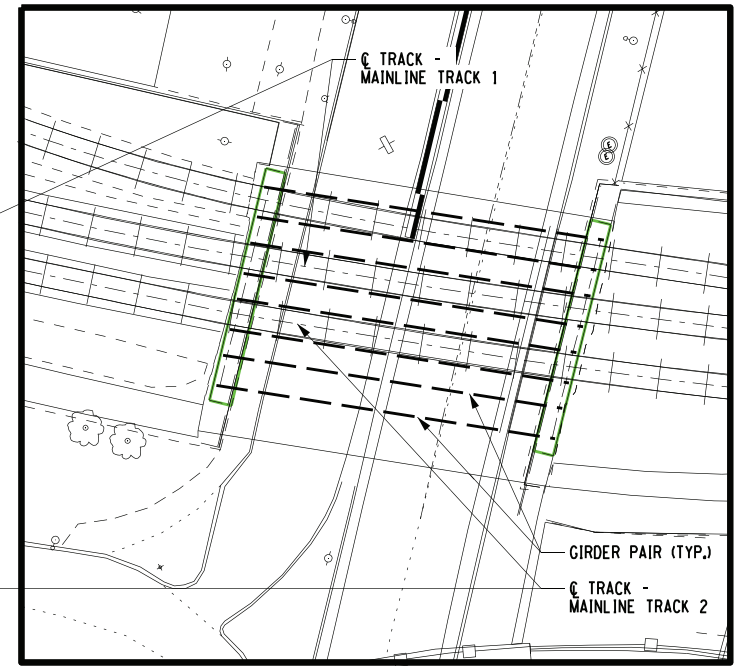 ℄ TRACK -
MAINLINE TRACK 1
E
E
GIRDER PAIR (TYP.)
℄ TRACK -
MAINLINE TRACK 2